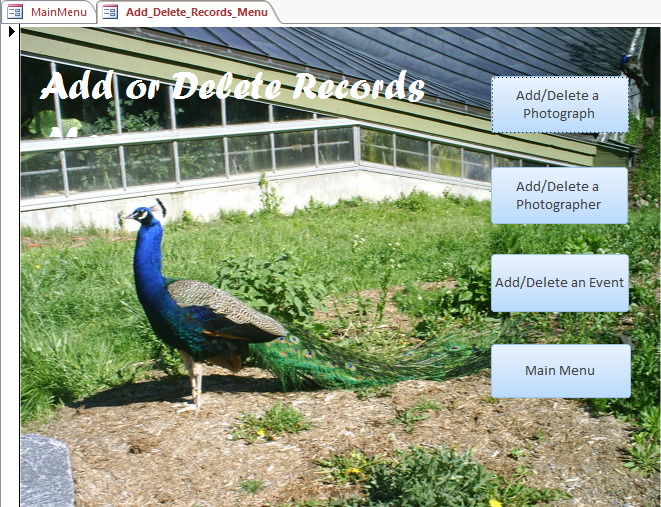 MainMenu
Add_Delete_Records_Menu
Add or Delete Records
Add/Delete a
Photograph
Add/Delete a
Photographer
Add/Delete an Event
Main Menu